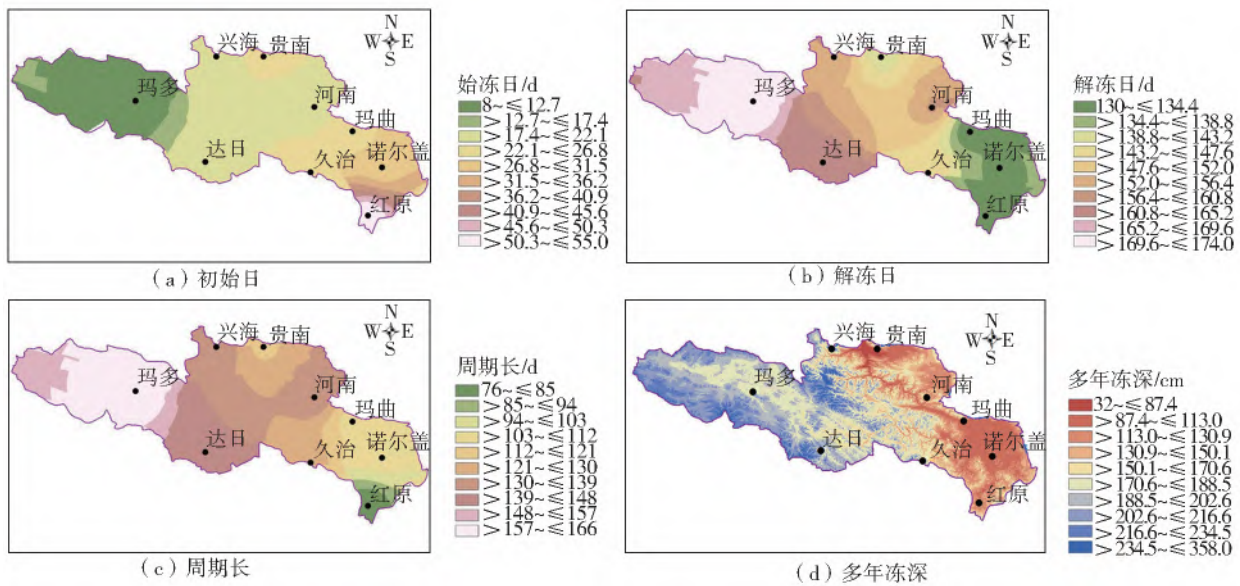 兴海 贵南
N
W E
S
玛多
河南
玛曲
达日
久治
诺尔盖
红原
始冻日/d
8~≤12.7
>12.7~≤17.4
>17.4~≤22.1
>22.1~≤26.8
>26.8~≤31.5
>31.5~≤36.2
>36.2~≤40.9
>40.9~≤45.6
>45.6~≤50.3
>50.3~≤55.0
(a)初始日
兴海 贵南
N
W E
S
玛多
河南
玛曲
达日
久治
诺尔盖
红原
解冻日/d
130~≤134.4
>134.4~≤138.8
>138.8~≤143.2
>143.2~≤147.6
>147.6~≤152.0
>152.0~≤156.4
>156.4~≤160.8
>160.8~≤165.2
>165.2~≤169.6
>169.6~≤174.0
(b)解冻日
兴海 贵南
N
W E
S
玛多
河南
玛曲
达日
久治
诺尔盖
红原
周期长/d
76~≤85
>85~≤94
>94~≤103
>103~≤112
>112~≤121
>121~≤130
>130~≤139
>139~≤148
>148~≤157
>157~≤166
(c)周期长
兴海 贵南
N
W E
S
玛多
河南
玛曲
达日
久治
诺尔盖
红原
多年冻深/cm
32~≤87.4
>87.4~≤113.0
>113.0~≤130.9
>130.9~≤150.1
>150.1~≤170.6
>170.6~≤188.5
>188.5~≤202.6
>202.6~≤216.6
>216.6~≤234.5
>234.5~≤358.0
(d)多年冻深